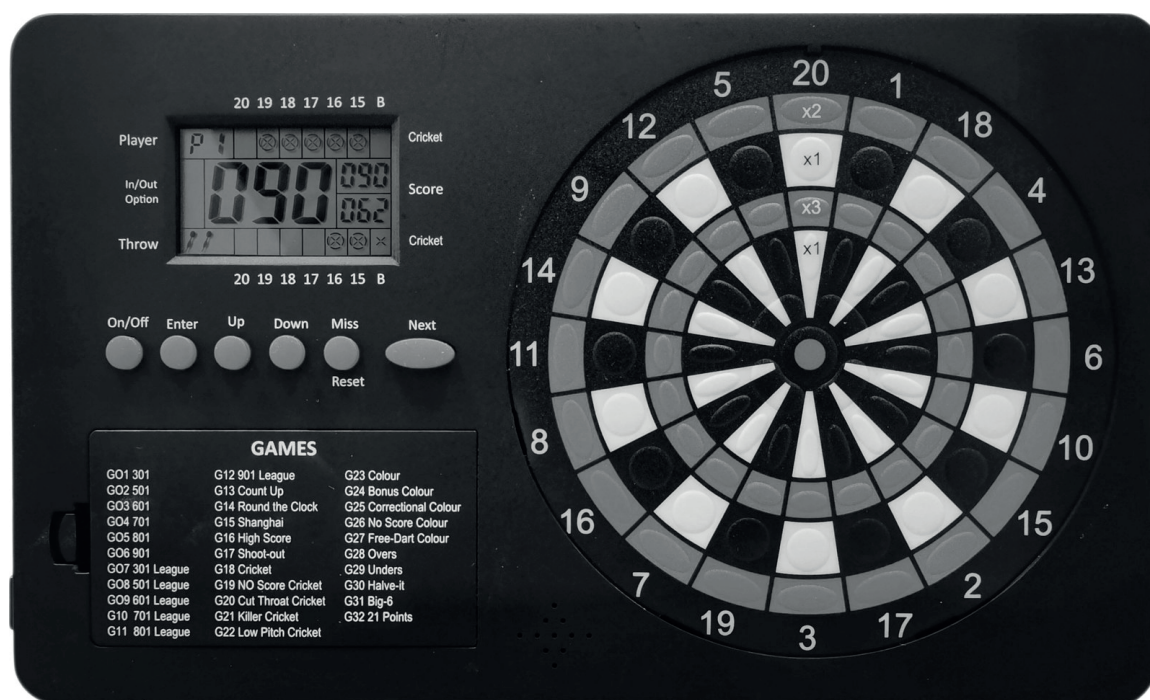 20 19 18 17 16 15 B
Player
P 1
Cricket
In/Out
Option
090
090
062
Score
Throw
Cricket
20 19 18 17 16 15 B
On/Off
Enter
Up
Down
Miss
Next
Reset
GAMES
GO1 301
GO2 501
GO3 601
GO4 701
GO5 801
GO6 901
GO7 301 League
GO8 501 League
GO9 601 League
G10 701 League
G11 801 League
G12 901 League
G13 Count Up
G14 Round the Clock
G15 Shanghai
G16 High Score
G17 Shoot-out
G18 Cricket
G19 NO Score Cricket
G20 Cut Throat Cricket
G21 Killer Cricket
G22 Low Pitch Cricket
G23 Colour
G24 Bonus Colour
G25 Correctional Colour
G26 No Score Colour
G27 Free-Dart Colour
G28 Overs
G29 Unders
G30 Halve-it
G31 Big-6
G32 21 Points
20
1
18
4
13
6
10
15
2
17
3
19
7
16
8
11
14
9
12
5
x2
x1
x3
x1